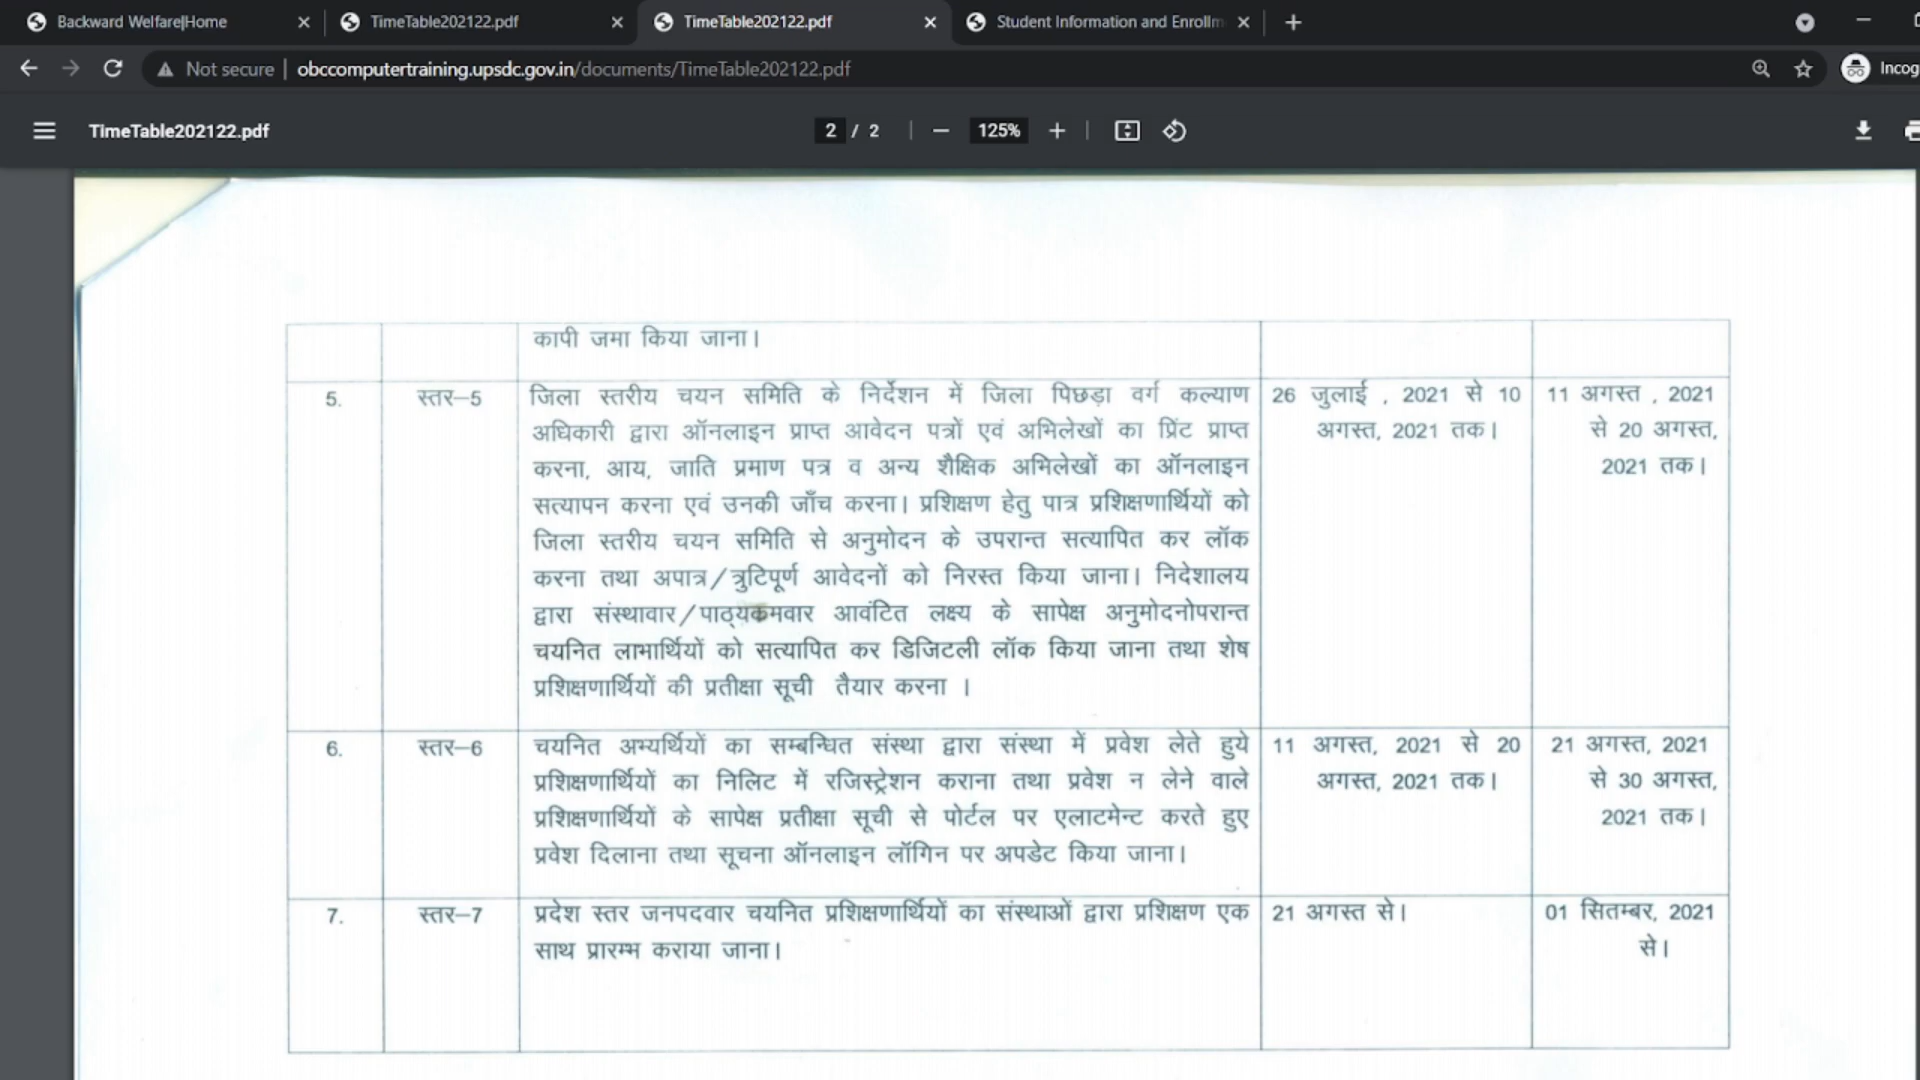 Backward Welfare|Home
TimeTable202122.pdf
TimeTable202122.pdf
Student Information and Enrollm
Not secure | obccomputertraining.upsdc.gov.in/documents/TimeTable202122.pdf
Incog
TimeTable202122.pdf
2 / 2
125%
कापी जमा किया जाना।
5.
स्तर–5
जिला स्तरीय चयन समिति के निर्देशन में जिला पिछड़ा वर्ग कल्याण
अधिकारी द्वारा ऑनलाइन प्राप्त आवेदन पत्रों एवं अभिलेखों का प्रिंट प्राप्त
करना, आय, जाति प्रमाण पत्र व अन्य शैक्षिक अभिलेखों का ऑनलाइन
सत्यापन करना एवं उनकी जाँच करना। प्रशिक्षण हेतु पात्र प्रशिक्षणार्थियों को
जिला स्तरीय चयन समिति से अनुमोदन के उपरान्त सत्यापित कर लॉक
करना तथा अपात्र/त्रुटिपूर्ण आवेदनों को निरस्त किया जाना। निदेशालय
द्वारा संस्थावार/पाठ्यकमवार आवंटित लक्ष्य के सापेक्ष अनुमोदनोपरान्त
चयनित लाभार्थियों को सत्यापित कर डिजिटली लॉक किया जाना तथा शेष
प्रशिक्षणार्थियों की प्रतीक्षा सूची तैयार करना ।
26 जुलाई , 2021 से 10
अगस्त, 2021 तक।
11 अगस्त , 2021
से 20 अगस्त,
2021 तक।
6.
स्तर–6
चयनित अभ्यर्थियों का सम्बन्धित संस्था द्वारा संस्था में प्रवेश लेते हुये
प्रशिक्षणार्थियों का निलिट में रजिस्ट्रेशन कराना तथा प्रवेश न लेने वाले
प्रशिक्षणार्थियों के सापेक्ष प्रतीक्षा सूची से पोर्टल पर एलाटमेन्ट करते हुए
प्रवेश दिलाना तथा सूचना ऑनलाइन लॉगिन पर अपडेट किया जाना।
11 अगस्त, 2021 से 20
अगस्त, 2021 तक।
21 अगस्त, 2021
से 30 अगस्त,
2021 तक।
7.
स्तर–7
प्रदेश स्तर जनपदवार चयनित प्रशिक्षणार्थियों का संस्थाओं द्वारा प्रशिक्षण एक
साथ प्रारम्भ कराया जाना।
21 अगस्त से।
01 सितम्बर, 2021
से।